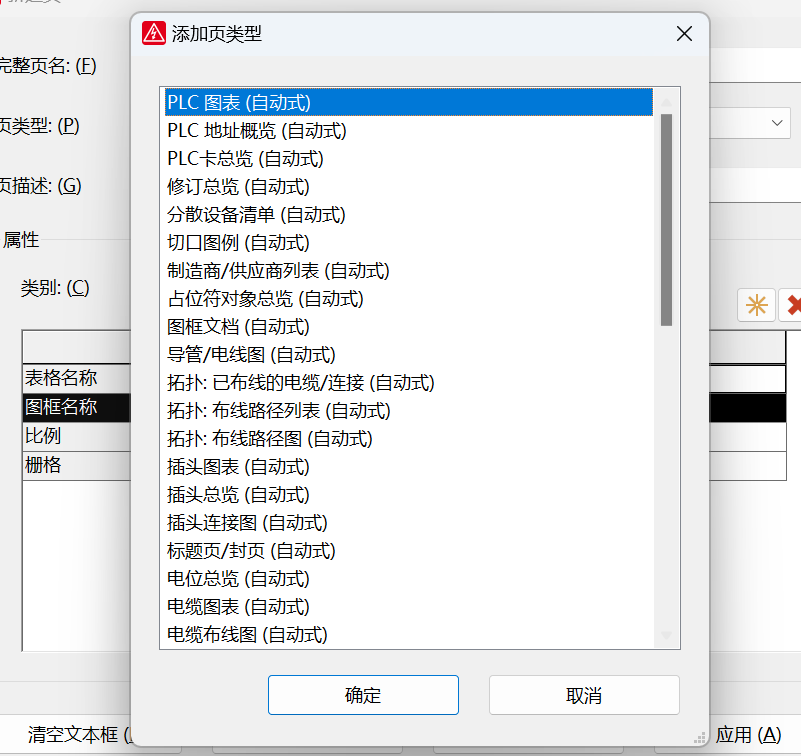 添加页类型
完整页名: (F)
页类型: (P)
页描述: (G)
属性
类别: (C)
表格名称
图框名称
比例
栅格
PLC 图表 (自动式)
PLC 地址概览 (自动式)
PLC卡总览 (自动式)
修订总览 (自动式)
分散设备清单 (自动式)
切口图例 (自动式)
制造商/供应商列表 (自动式)
占位符对象总览 (自动式)
图框文档 (自动式)
导管/电线图 (自动式)
拓扑: 已布线的电缆/连接 (自动式)
拓扑: 布线路径列表 (自动式)
拓扑: 布线路径图 (自动式)
插头图表 (自动式)
插头总览 (自动式)
插头连接图 (自动式)
标题页/封页 (自动式)
电位总览 (自动式)
电缆图表 (自动式)
电缆布线图 (自动式)
确定
取消
清空文本框 (
应用 (A)